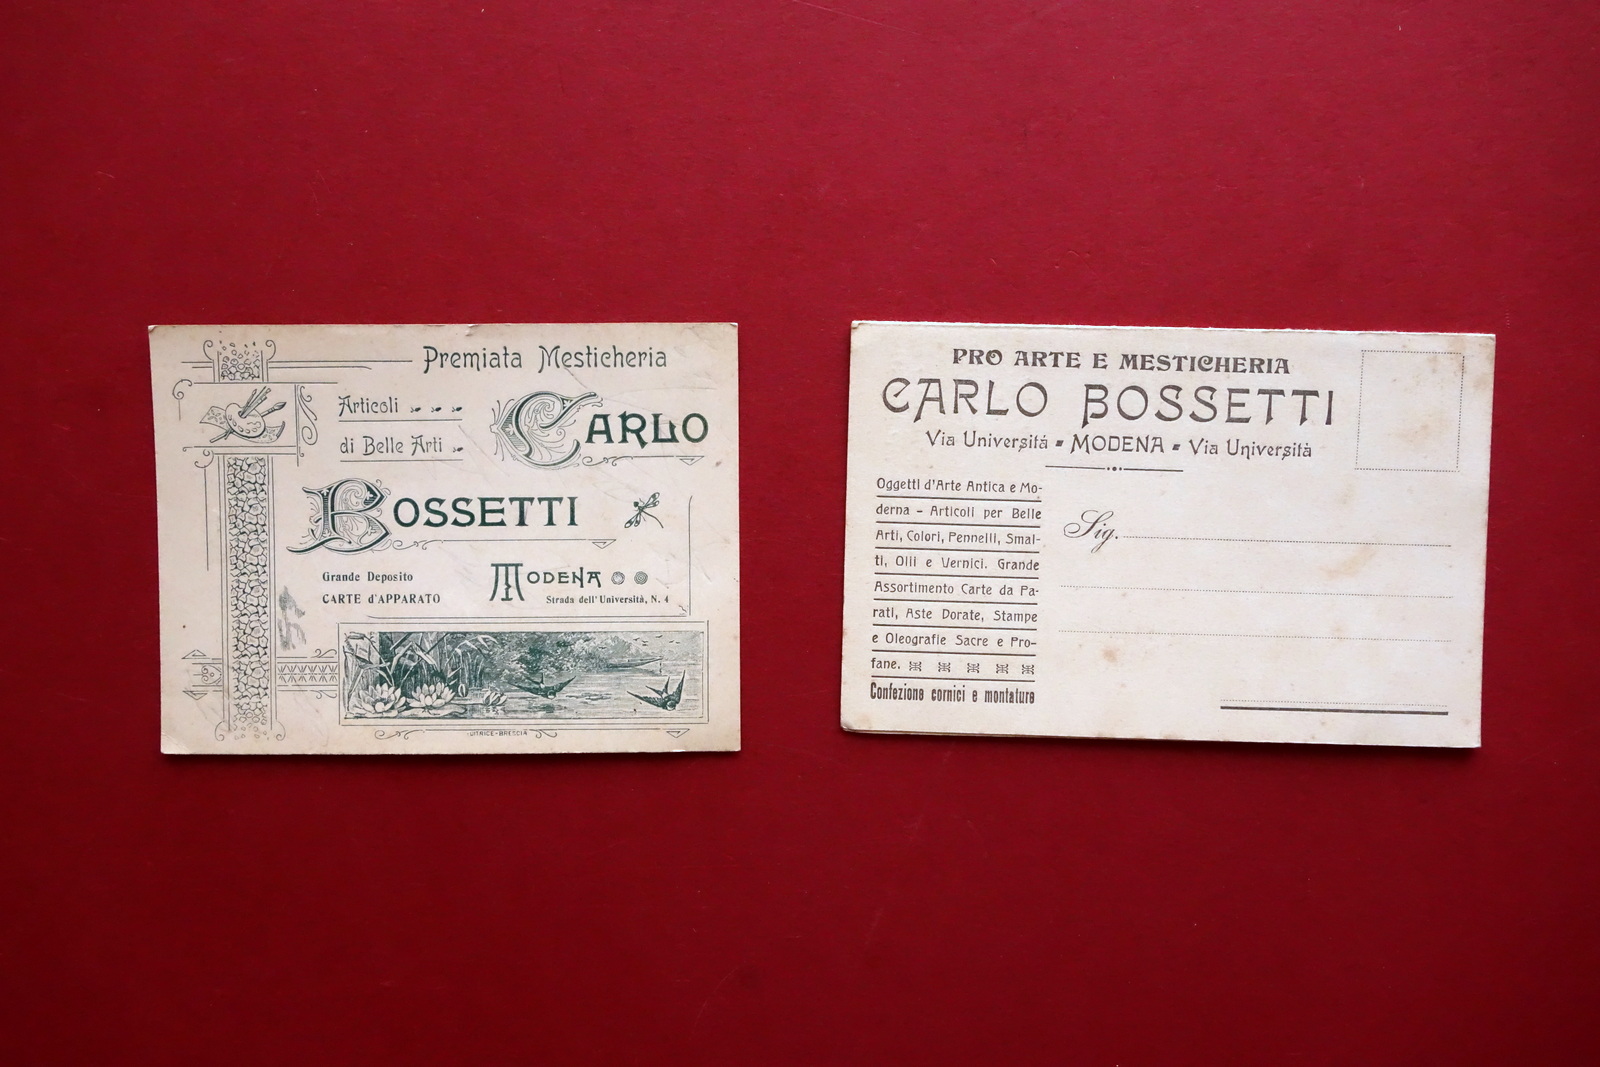 Premiata Mesticheria
Articoli
di Belle Arti
CARLO
BOSSETTI
Grande Deposito
CARTE d'APPARATO
MODENA
Strada dell'Università, N. 4
57
UITRICE-BRESCIA
PRO ARTE E MESTICHERIA
CARLO BOSSETTI
Via Università - MODENA - Via Università
Oggetti d'Arte Antica e Mo-
derna - Articoli per Belle
Arti, Colori, Pennelli, Smal-
ti, Olii e Vernici. Grande
Assortimento Carte da Pa-
rati, Aste Dorate, Stampe
e Oleografie Sacre e Pro-
fane.
Confezione cornici e montature
Sig.